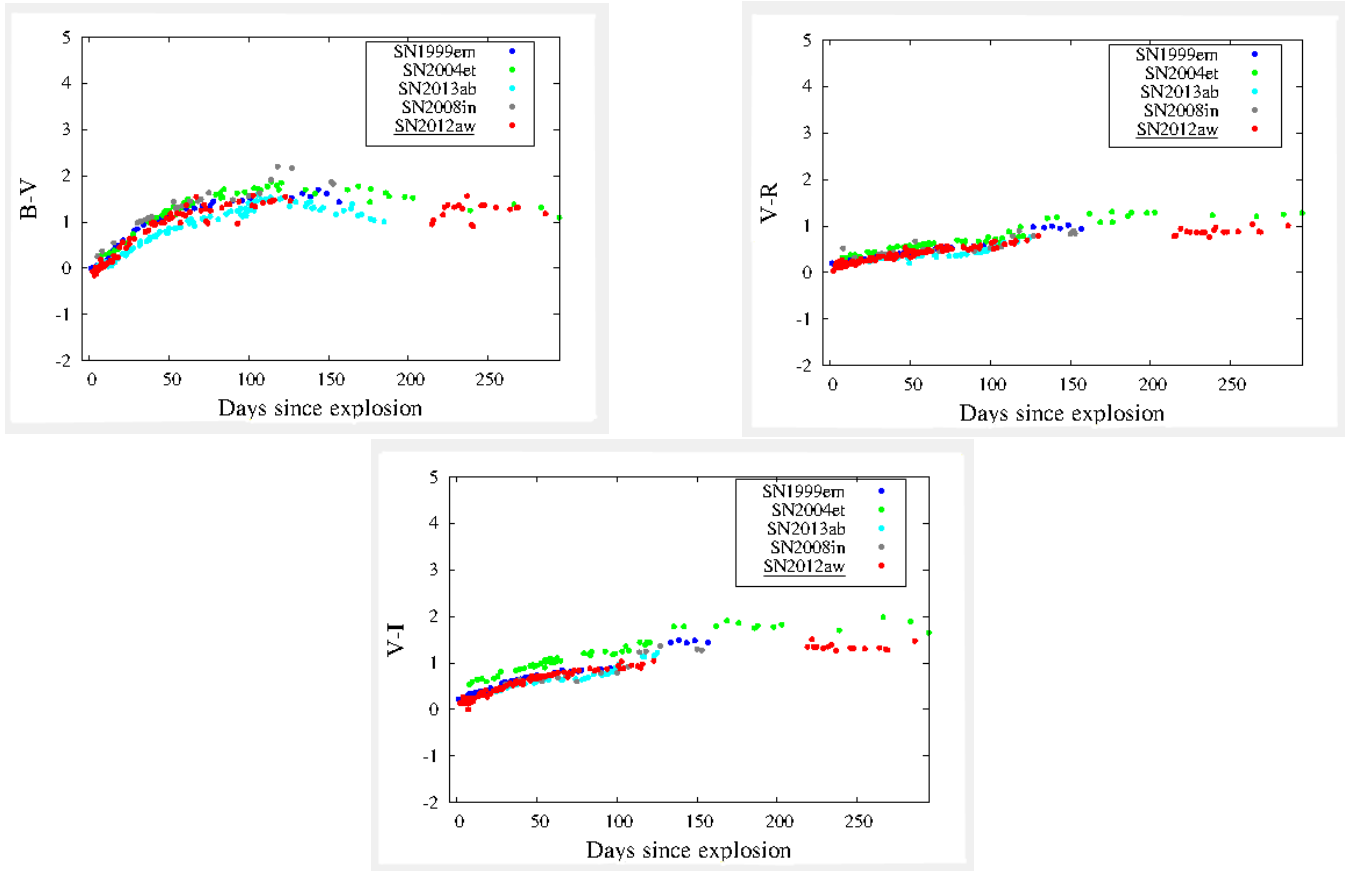 5
4
3
2
1
0
-1
-2
B-V
SN1999em
SN2004et
SN2013ab
SN2008in
SN2012aw
0 50 100 150 200 250
Days since explosion
5
4
3
2
1
0
-1
-2
V-R
SN1999em
SN2004et
SN2013ab
SN2008in
SN2012aw
0 50 100 150 200 250
Days since explosion
5
4
3
2
1
0
-1
-2
V-I
SN1999em
SN2004et
SN2013ab
SN2008in
SN2012aw
0 50 100 150 200 250
Days since explosion